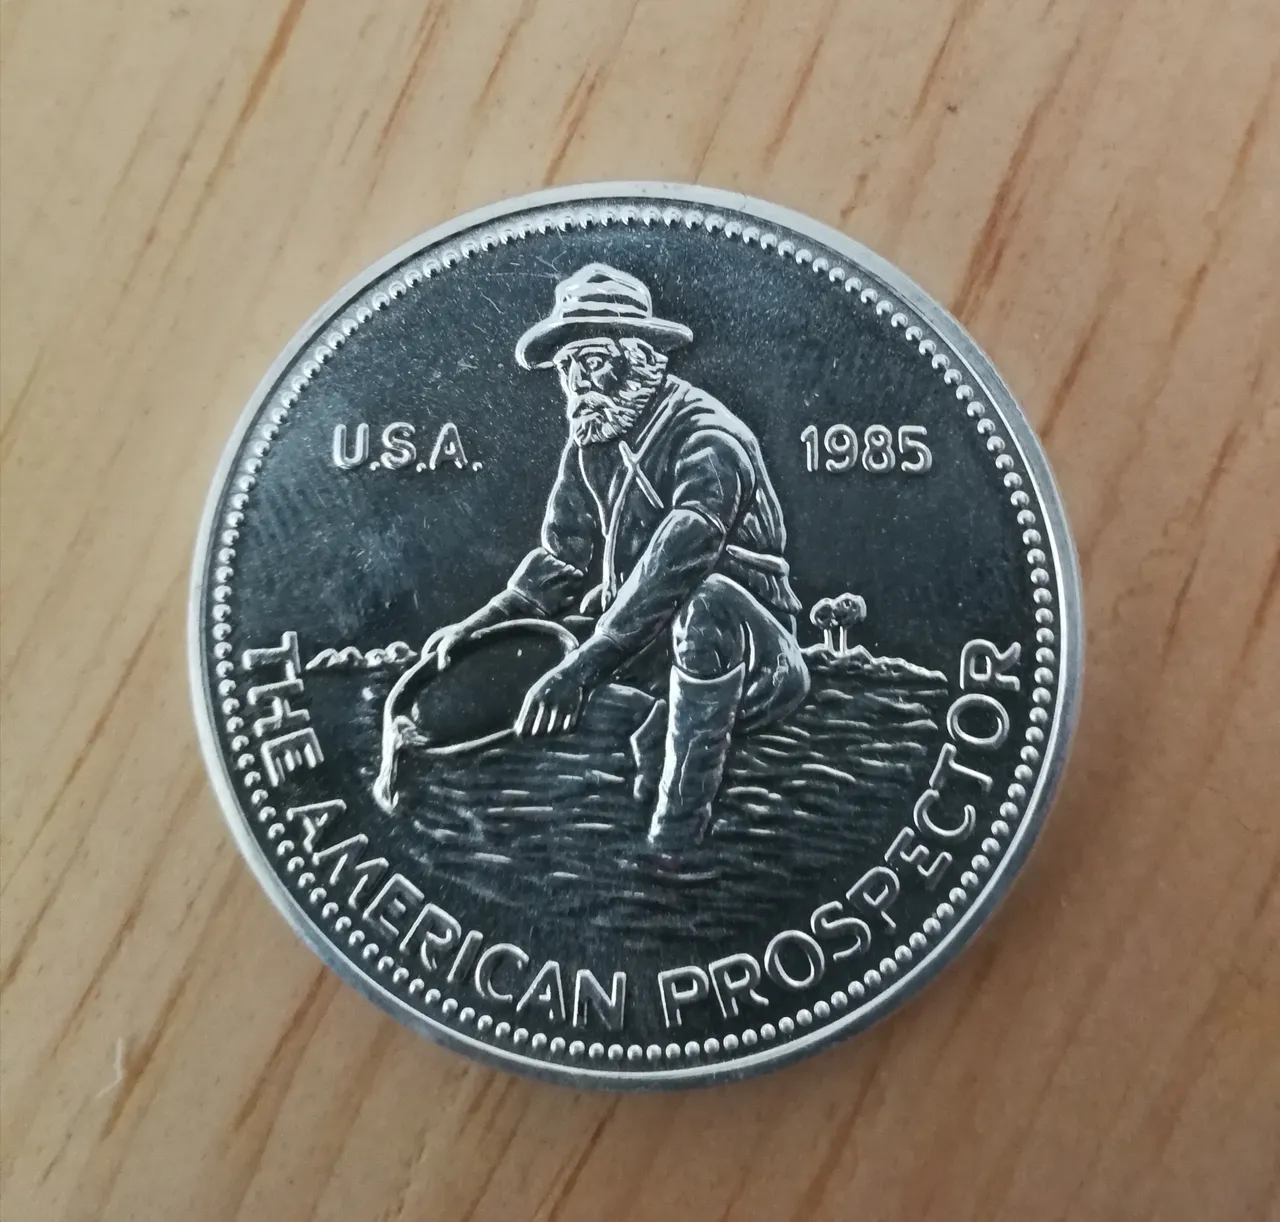 U.S.A.
1985
THE AMERICAN PROSPECTOR